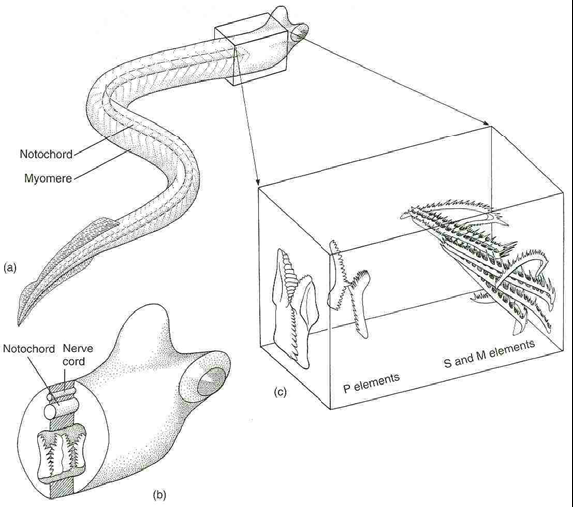 Notochord
Myomere
(a)
Notochord Nerve
cord
(b)
(c)
P elements
S and M elements